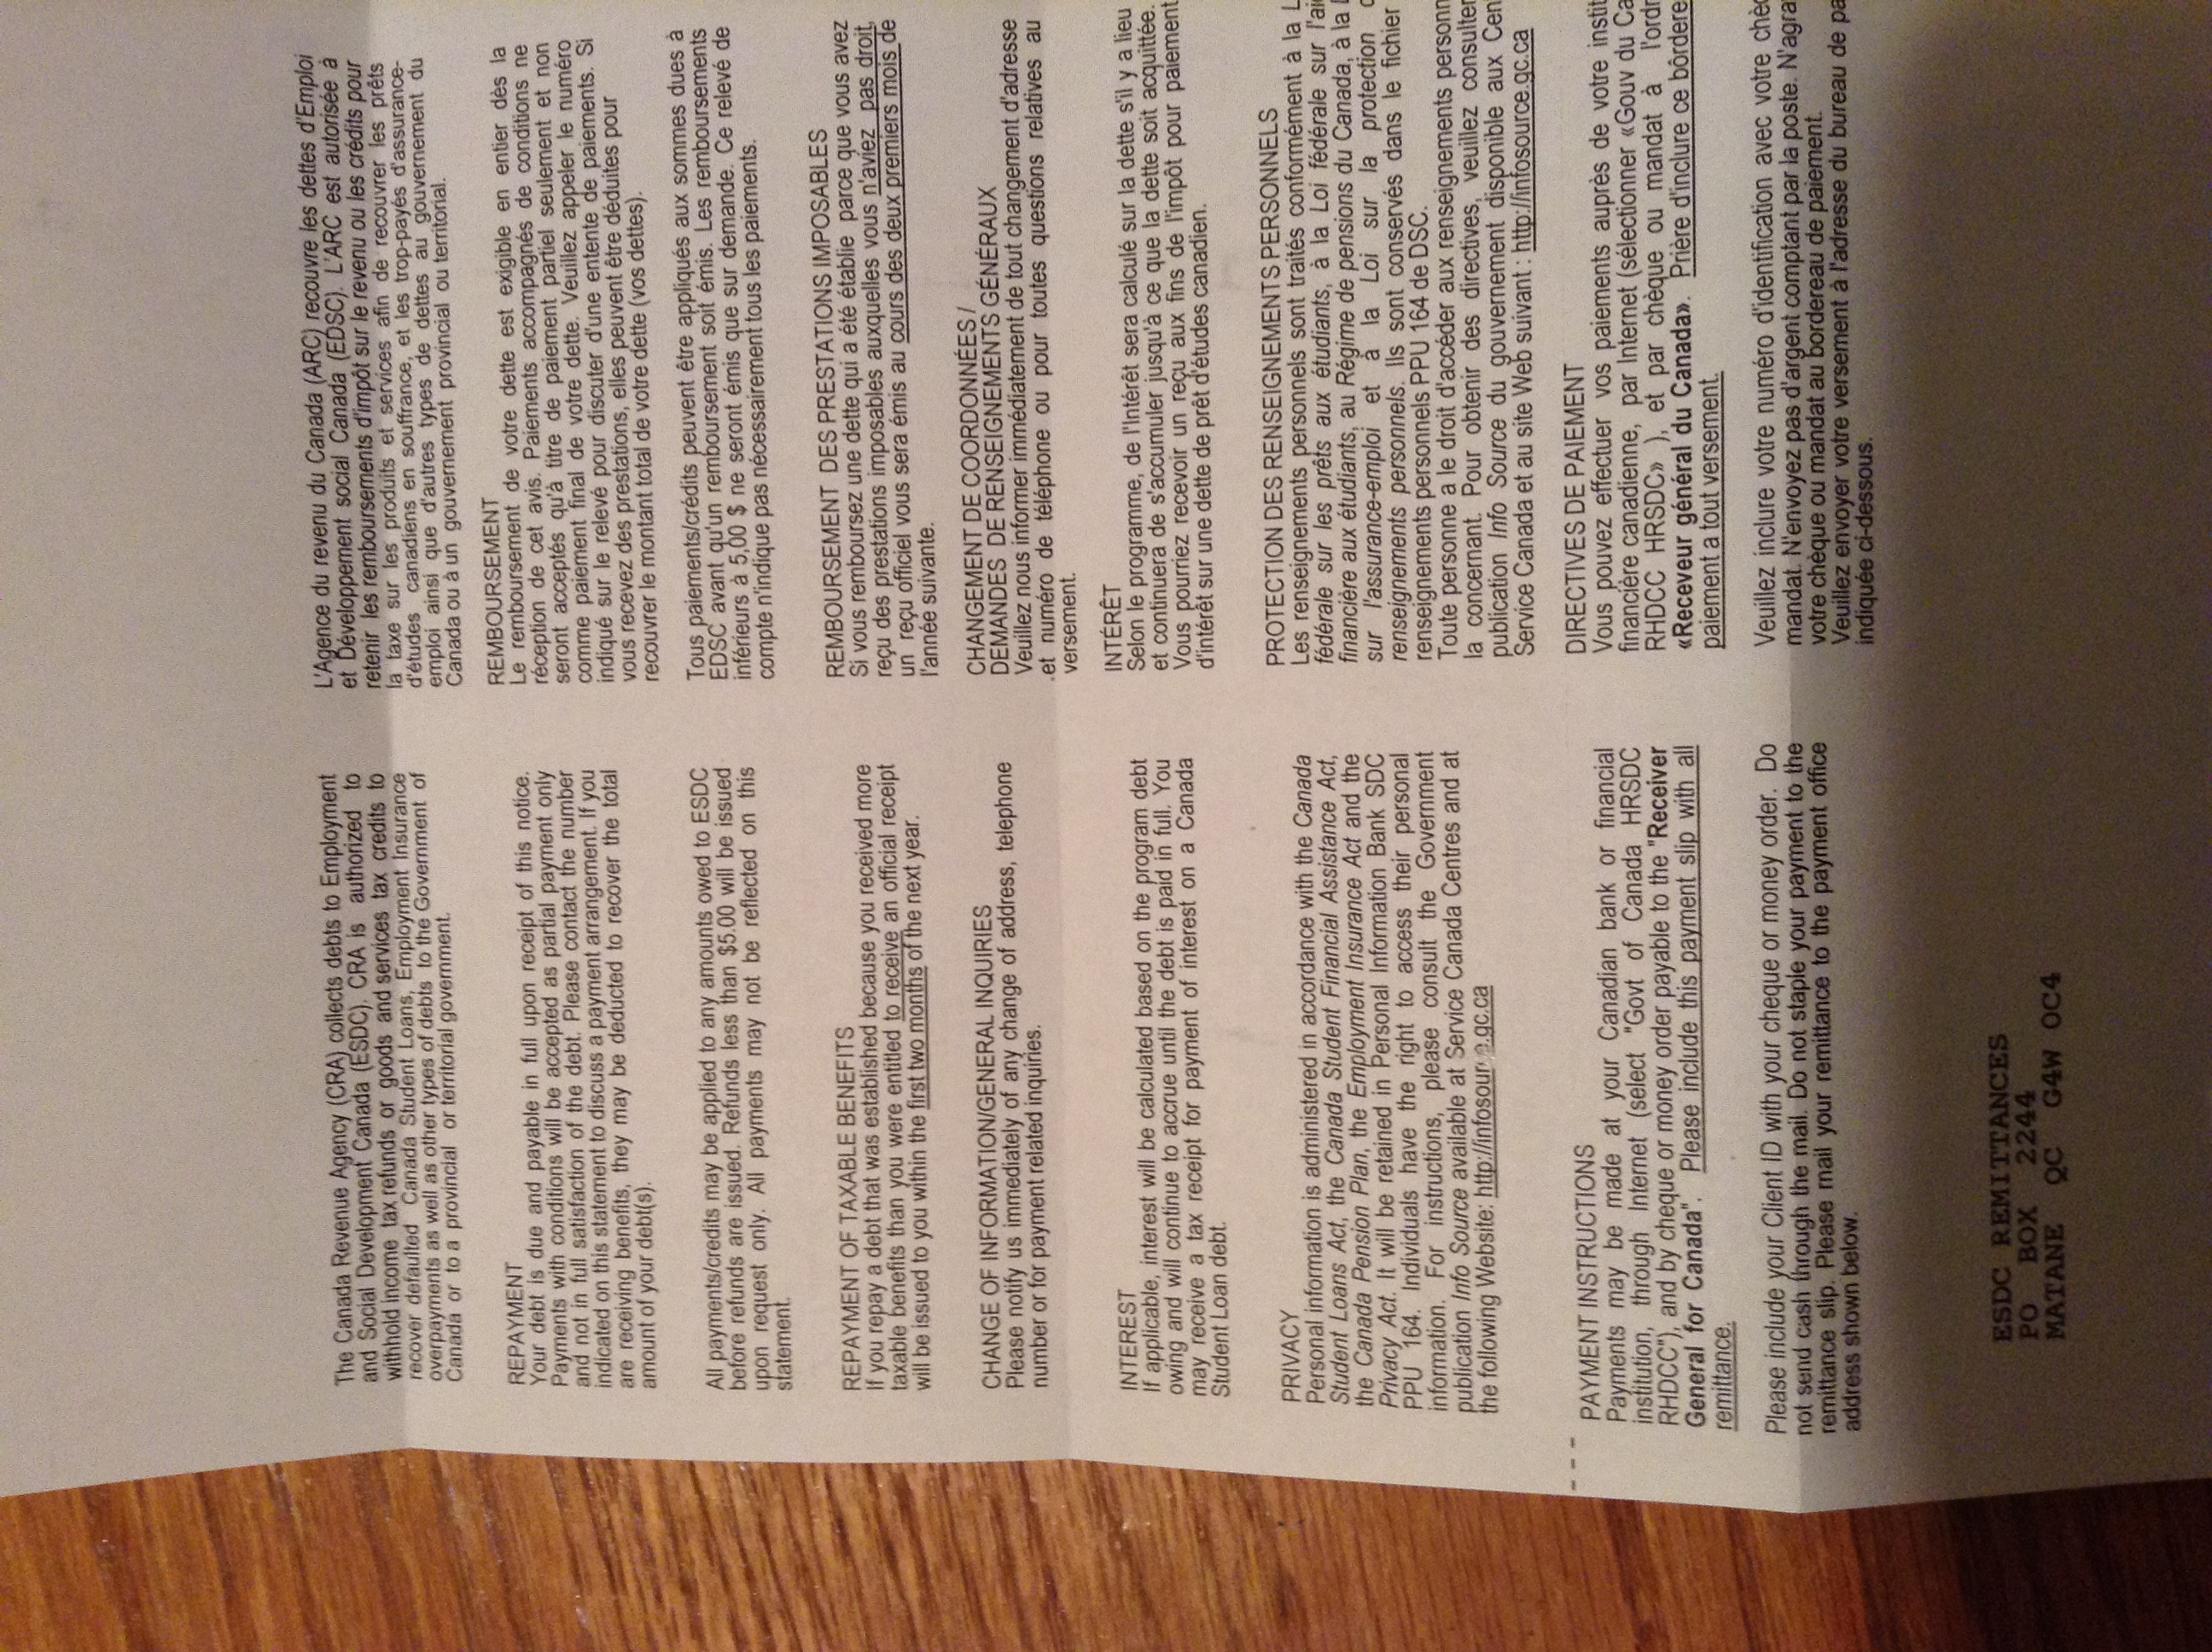 The Canada Revenue Agency (CRA) collects debts to Employment
and Social Development Canada (ESDC). CRA is authorized to
withhold income tax refunds or goods and services tax credits to
recover defaulted Canada Student Loans, Employment Insurance
overpayments as well as other types of debts to the Government of
Canada or to a provincial or territorial government.
REPAYMENT
Your debt is due and payable in full upon receipt of this notice.
Payments with conditions will be accepted as partial payment only
and not in full satisfaction of the debt. Please contact the number
indicated on this statement to discuss a payment arrangement. If you
are receiving benefits, they may be deducted to recover the total
amount of your debt(s).
All payments/credits may be applied to any amounts owed to ESDC
before refunds are issued. Refunds less than $5.00 will be issued
upon request only. All payments may not be reflected on this
statement.
REPAYMENT OF TAXABLE BENEFITS
If you repay a debt that was established because you received more
taxable benefits than you were entitled to receive an official receipt
will be issued to you within the first two months of the next year.
CHANGE OF INFORMATION/GENERAL INQUIRIES
Please notify us immediately of any change of address, telephone
number or for payment related inquiries.
INTEREST
If applicable, interest will be calculated based on the program debt
owing and will continue to accrue until the debt is paid in full. You
may receive a tax receipt for payment of interest on a Canada
Student Loan debt.
PRIVACY
Personal information is administered in accordance with the Canada
Student Loans Act, the Canada Student Financial Assistance Act,
the Canada Pension Plan, the Employment Insurance Act and the
Privacy Act. It will be retained in Personal Information Bank SDC
PPU 164. Individuals have the right to access their personal
information. For instructions, please consult the Government
publication Info Source available at Service Canada Centres and at
the following Website: http://infosource.gc.ca
PAYMENT INSTRUCTIONS
Payments may be made at your Canadian bank or financial
institution, through Internet (select "Govt of Canada HRSDC
RHDCC"), and by cheque or money order payable to the "Receiver
General for Canada". Please include this payment slip with all
remittance.
Please include your Client ID with your cheque or money order. Do
not send cash through the mail. Do not staple your payment to the
remittance slip. Please mail your remittance to the payment office
address shown below.
ESDC REMITTANCES
PO BOX 2244
MATANE QC G4W 0C4
L'Agence du revenu du Canada (ARC) recouvre les dettes d'Emploi
et Développement social Canada (EDSC). L'ARC est autorisée à
retenir les remboursements d'impôt sur le revenu ou les crédits pour
la taxe sur les produits et services afin de recouvrer les prêts
d'études canadiens en souffrance, et les trop-payés d'assurance-
emploi ainsi que d'autres types de dettes au gouvernement du
Canada ou à un gouvernement provincial ou territorial.
REMBOURSEMENT
Le remboursement de votre dette est exigible en entier dès la
réception de cet avis. Paiements accompagnés de conditions ne
seront acceptés qu'à titre de paiement partiel seulement et non
comme paiement final de votre dette. Veuillez appeler le numéro
indiqué sur le relevé pour discuter d'une entente de paiements. Si
vous recevez des prestations, elles peuvent être déduites pour
recouvrer le montant total de votre dette (vos dettes).
Tous paiements/crédits peuvent être appliqués aux sommes dues à
EDSC avant qu'un remboursement soit émis. Les remboursements
inférieurs à 5,00 $ ne seront émis que sur demande. Ce relevé de
compte n'indique pas nécessairement tous les paiements.
REMBOURSEMENT DES PRESTATIONS IMPOSABLES
Si vous remboursez une dette qui a été établie parce que vous avez
reçu des prestations imposables auxquelles vous n'aviez pas droit,
un reçu officiel vous sera émis au cours des deux premiers mois de
l'année suivante.
CHANGEMENT DE COORDONNÉES /
DEMANDES DE RENSEIGNEMENTS GÉNÉRAUX
Veuillez nous informer immédiatement de tout changement d'adresse
et numéro de téléphone ou pour toutes questions relatives au
versement.
INTÉRÊT
Selon le programme, de l'Intérêt sera calculé sur la dette s'il y a lieu
et continuera de s'accumuler jusqu'à ce que la dette soit acquittée.
Vous pourriez recevoir un reçu aux fins de l'impôt pour paiement
d'intérêt sur une dette de prêt d'études canadien.
PROTECTION DES RENSEIGNEMENTS PERSONNELS
Les renseignements personnels sont traités conformément à la
fédérale sur les prêts aux étudiants, à la Loi fédérale sur
financière aux étudiants, au Régime de pensions du Canada, à la
sur l'assurance-emploi et à la Loi sur la protection
renseignements personnels. Ils sont conservés dans le fichier
renseignements personnels PPU 164 de DSC.
Toute personne a le droit d'accéder aux renseignements
la concernant. Pour obtenir des directives, veuillez consulter
publication Info Source du gouvernement disponible aux
Service Canada et au site Web suivant : http://infosource.gc.ca
DIRECTIVES DE PAIEMENT
Vous pouvez effectuer vos paiements auprès de votre
financière canadienne, par Internet (sélectionner «Gouv du
RHDCC HRSDC» ), et par chèque ou mandat à
«Receveur général du Canada». Prière d'inclure ce
paiement a tout versement.
Veuillez inclure votre numéro d'identification avec votre
mandat. N'envoyez pas d'argent comptant par la poste.
votre chèque ou mandat au bordereau de paiement.
Veuillez envoyer votre versement à l'adresse du bureau de
indiquée ci-dessous.